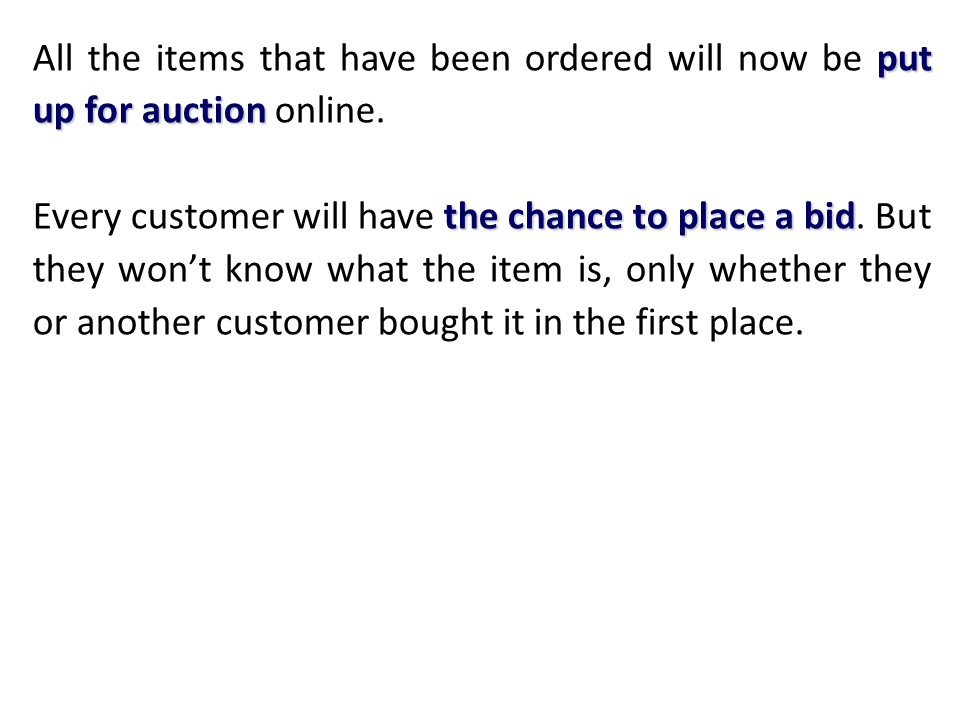 All the items that have been ordered will now be put
up for auction online.
Every customer will have the chance to place a bid. But
they won’t know what the item is, only whether they
or another customer bought it in the first place.